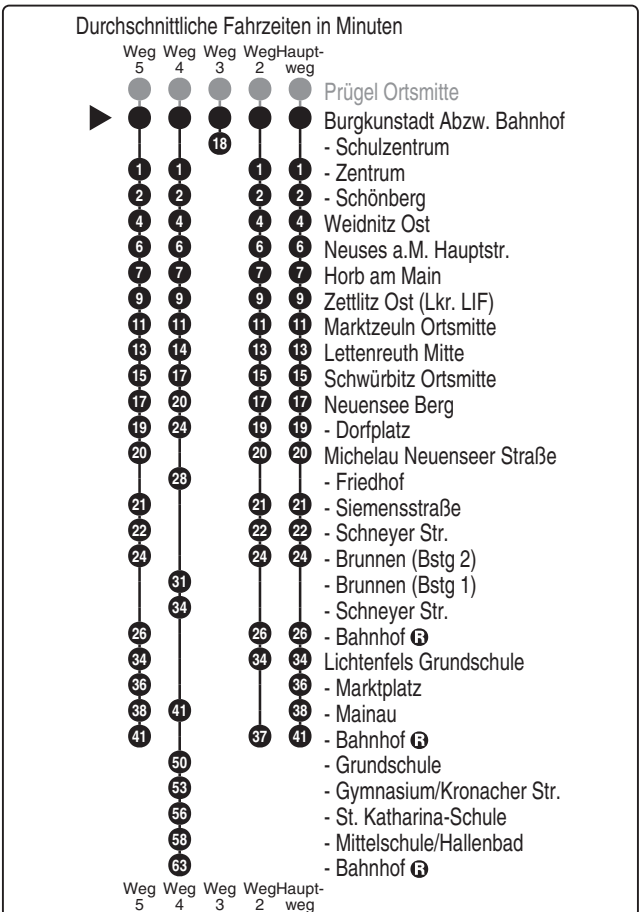 Durchschnittliche Fahrzeiten in Minuten
Weg Weg Weg WegHaupt-
5 4 3 2 weg
Prügel Ortsmitte
Burgkunstadt Abzw. Bahnhof
18 - Schulzentrum
1 1 1 1 - Zentrum
2 2 2 2 - Schönberg
4 4 4 4 Weidnitz Ost
6 6 6 6 Neuses a.M. Hauptstr.
7 7 7 7 Horb am Main
9 9 9 9 Zettlitz Ost (Lkr. LIF)
11 11 11 11 Marktzeuln Ortsmitte
13 14 13 13 Lettenreuth Mitte
15 17 15 15 Schwürbitz Ortsmitte
17 20 17 17 Neuensee Berg
19 24 19 19 - Dorfplatz
20 20 20 Michelau Neuenseer Straße
28 - Friedhof
21 21 21 - Siemensstraße
22 22 22 - Schneyer Str.
24 24 24 - Brunnen (Bstg 2)
31 - Brunnen (Bstg 1)
34 - Schneyer Str.
26 26 26 - Bahnhof R
34 34 34 Lichtenfels Grundschule
36 36 - Marktplatz
38 41 38 - Mainau
41 37 41 - Bahnhof R
50 - Grundschule
53 - Gymnasium/Kronacher Str.
56 - St. Katharina-Schule
58 - Mittelschule/Hallenbad
63 - Bahnhof R
Weg Weg Weg WegHaupt-
5 4 3 2 weg